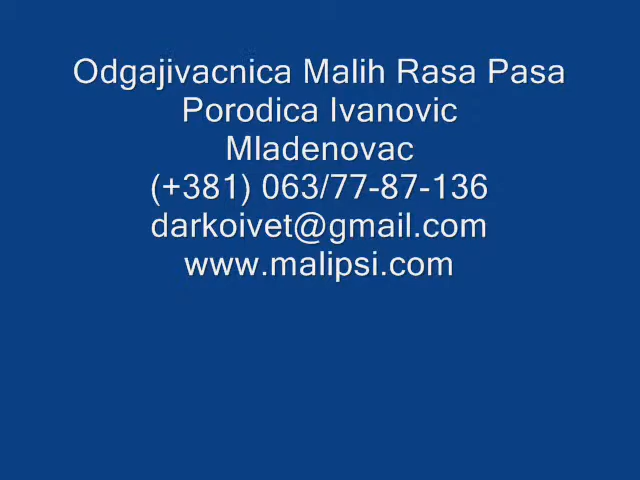 Odgajivacnica Malih Rasa Pasa
Porodica Ivanovic
Mladenovac
(+381) 063/77-87-136
darkoivet@gmail.com
www.malipsi.com